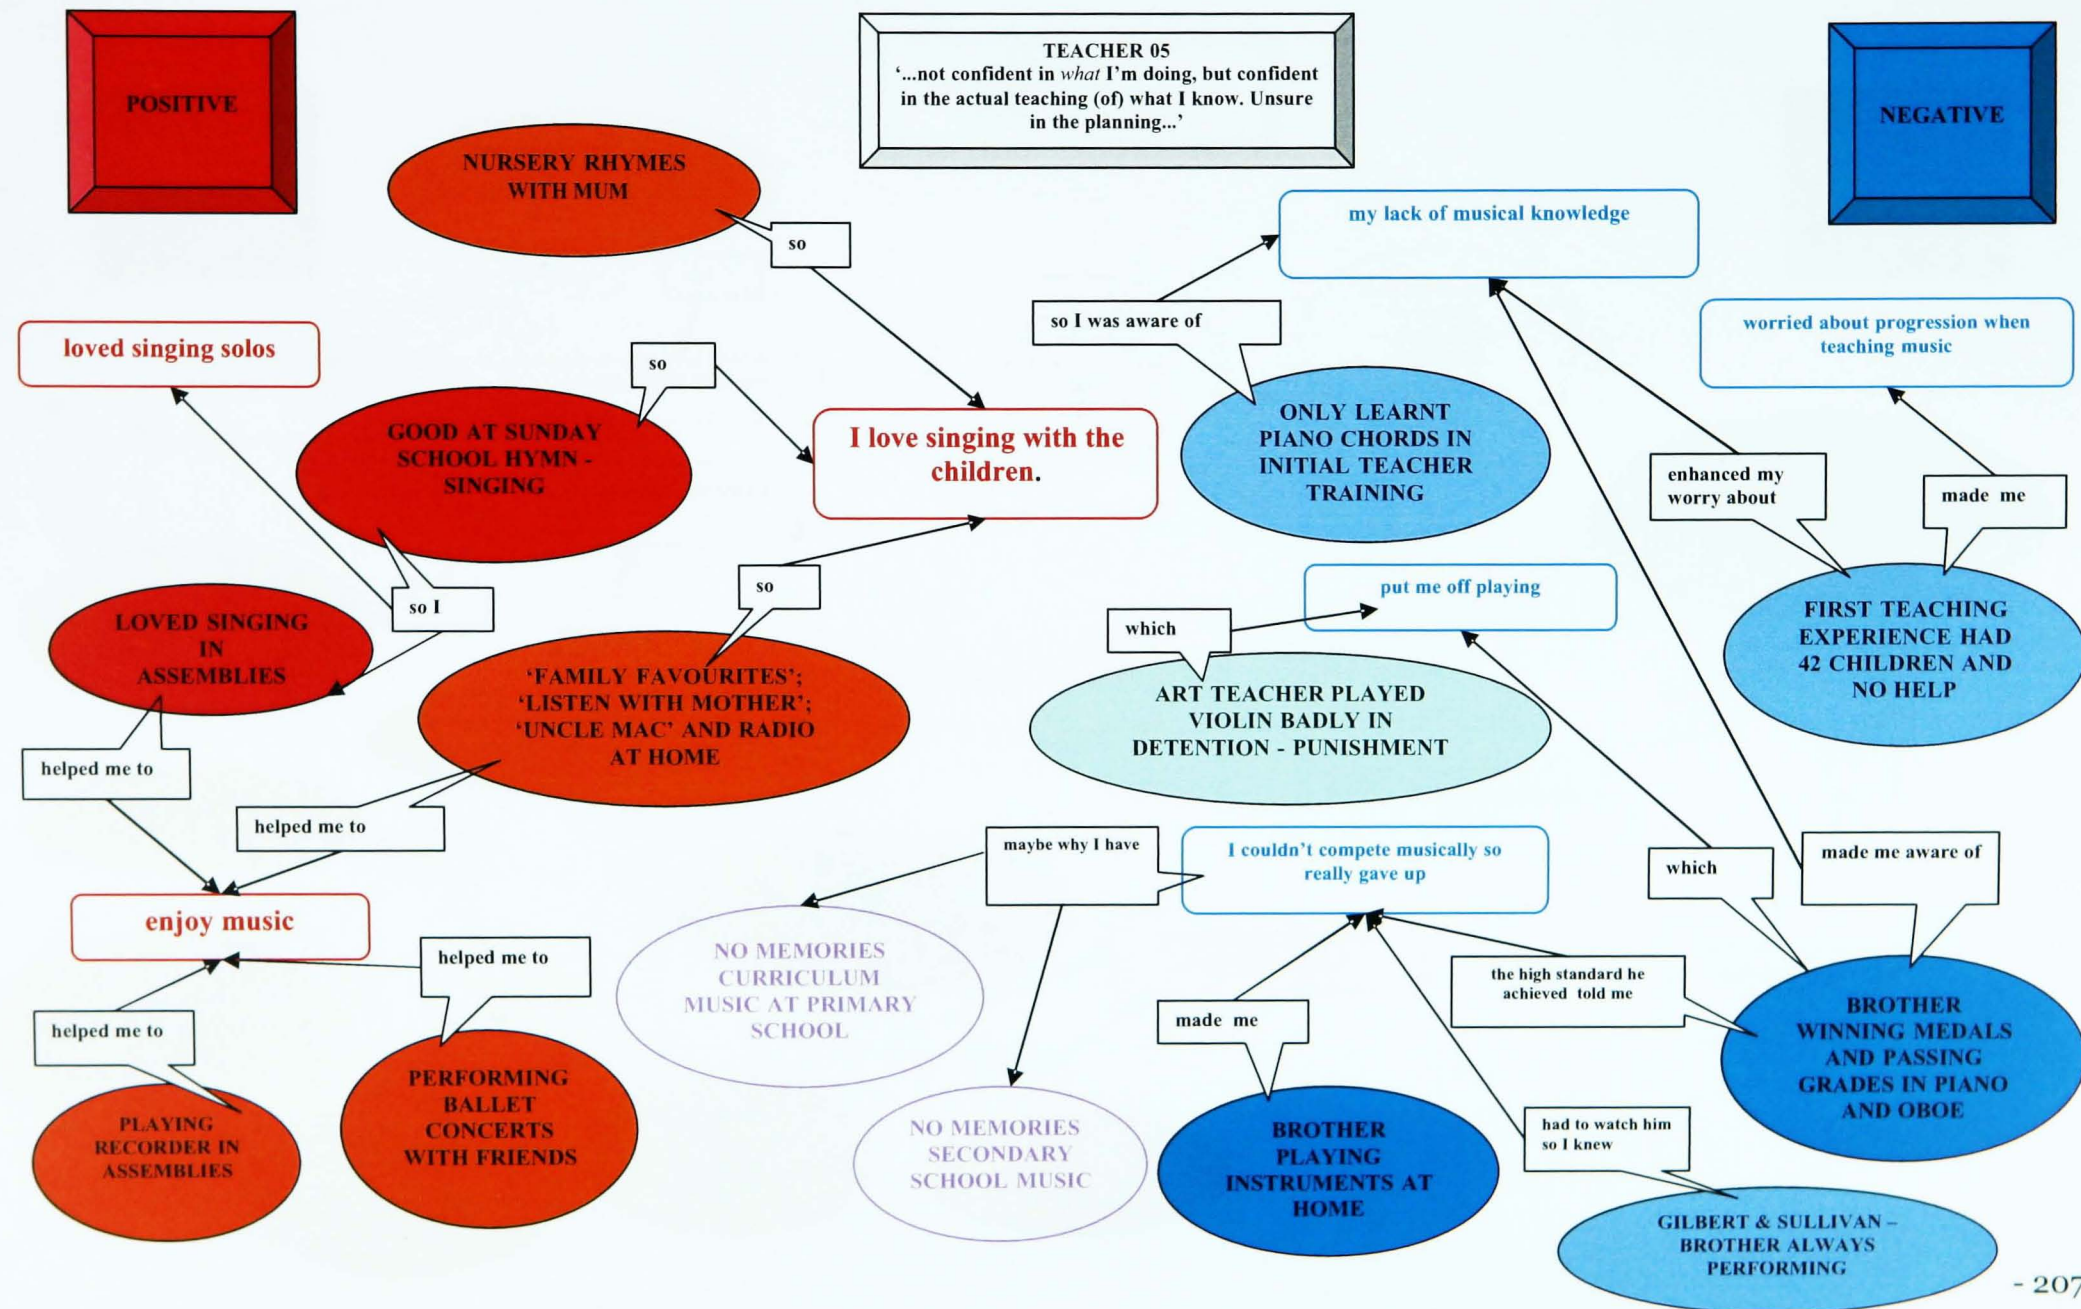 POSITIVE
TEACHER 05
‘...not confident in what I'm doing, but confident
in the actual teaching (of) what I know. Unsure
in the planning...’
NEGATIVE
NURSERY RHYMES
WITH MUM
so
my lack of musical knowledge
so I was aware of
worried about progression when
teaching music
loved singing solos
so
GOOD AT SUNDAY
SCHOOL HYMN -
SINGING
I love singing with the
children.
ONLY LEARNT
PIANO CHORDS IN
INITIAL TEACHER
TRAINING
enhanced my
worry about
made me
so I
so
put me off playing
LOVED SINGING
IN
ASSEMBLIES
which
FIRST TEACHING
EXPERIENCE HAD
42 CHILDREN AND
NO HELP
‘FAMILY FAVOURITES’;
‘LISTEN WITH MOTHER’;
‘UNCLE MAC’ AND RADIO
AT HOME
ART TEACHER PLAYED
VIOLIN BADLY IN
DETENTION - PUNISHMENT
helped me to
helped me to
maybe why I have
I couldn't compete musically so
really gave up
which
made me aware of
enjoy music
helped me to
NO MEMORIES
CURRICULUM
MUSIC AT PRIMARY
SCHOOL
the high standard he
achieved told me
helped me to
made me
BROTHER
WINNING MEDALS
AND PASSING
GRADES IN PIANO
AND OBOE
PERFORMING
BALLET
CONCERTS
WITH FRIENDS
PLAYING
RECORDER IN
ASSEMBLIES
NO MEMORIES
SECONDARY
SCHOOL MUSIC
BROTHER
PLAYING
INSTRUMENTS AT
HOME
had to watch him
so I knew
GILBERT & SULLIVAN –
BROTHER ALWAYS
PERFORMING
- 207